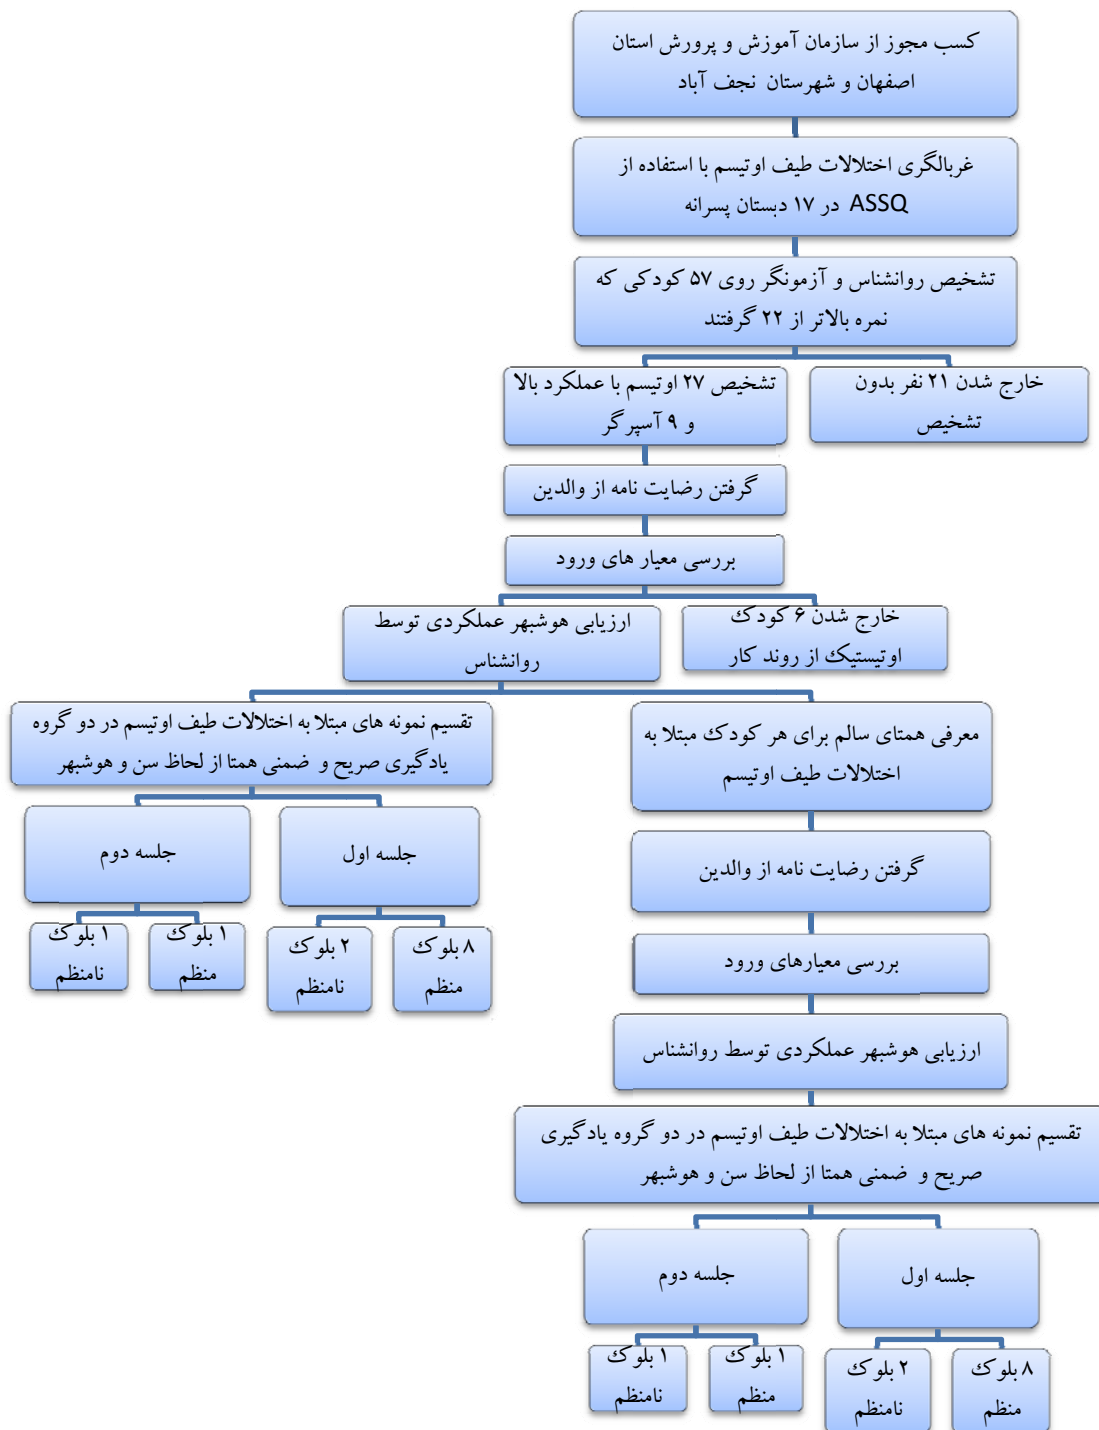 کسب مجوز از سازمان آموزش و پرورش استان
اصفهان و شهرستان نجف آباد
غربالگری اختلالات طیف اوتیسم با استفاده از
ASSQ در ۱۷ دبستان پسرانه
تشخیص روانشناس و آزمونگر روی ۵۷ کودکی که
نمره بالاتر از ۲۲ گرفتند
خارج شدن ۲۱ نفر بدون
تشخیص
تشخیص ۲۷ اوتیسم با عملکرد بالا
و ۹ آسپرگر
گرفتن رضایت نامه از والدین
بررسی معیار های ورود
خارج شدن ۶ کودک
اوتیستیک از روند کار
ارزیابی هوشبهر عملکردی توسط
روانشناس
معرفی همتای سالم برای هر کودک مبتلا به
اختلالات طیف اوتیسم
تقسیم نمونه های مبتلا به اختلالات طیف اوتیسم در دو گروه
یادگیری صریح و ضمنی همتا از لحاظ سن و هوشبهر
جلسه اول
جلسه دوم
۸ بلوک
منظم
۲ بلوک
نامنظم
۱ بلوک
منظم
۱ بلوک
نامنظم
گرفتن رضایت نامه از والدین
بررسی معیارهای ورود
ارزیابی هوشبهر عملکردی توسط روانشناس
تقسیم نمونه های مبتلا به اختلالات طیف اوتیسم در دو گروه یادگیری
صریح و ضمنی همتا از لحاظ سن و هوشبهر
جلسه اول
جلسه دوم
۸ بلوک
منظم
۲ بلوک
نامنظم
۱ بلوک
منظم
۱ بلوک
نامنظم